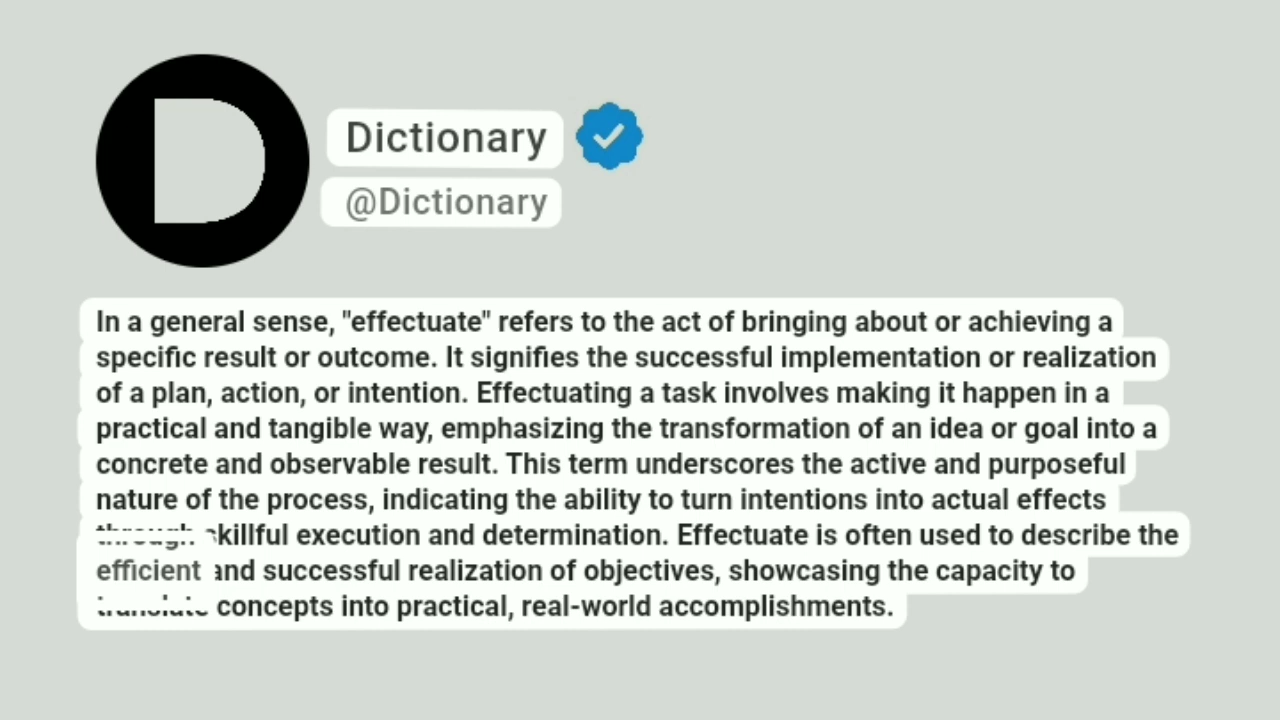 D
Dictionary
@Dictionary
In a general sense, "effectuate" refers to the act of bringing about or achieving a
specific result or outcome. It signifies the successful implementation or realization
of a plan, action, or intention. Effectuating a task involves making it happen in a
practical and tangible way, emphasizing the transformation of an idea or goal into a
concrete and observable result. This term underscores the active and purposeful
nature of the process, indicating the ability to turn intentions into actual effects
through skillful execution and determination. Effectuate is often used to describe the
efficient and successful realization of objectives, showcasing the capacity to
translate concepts into practical, real-world accomplishments.